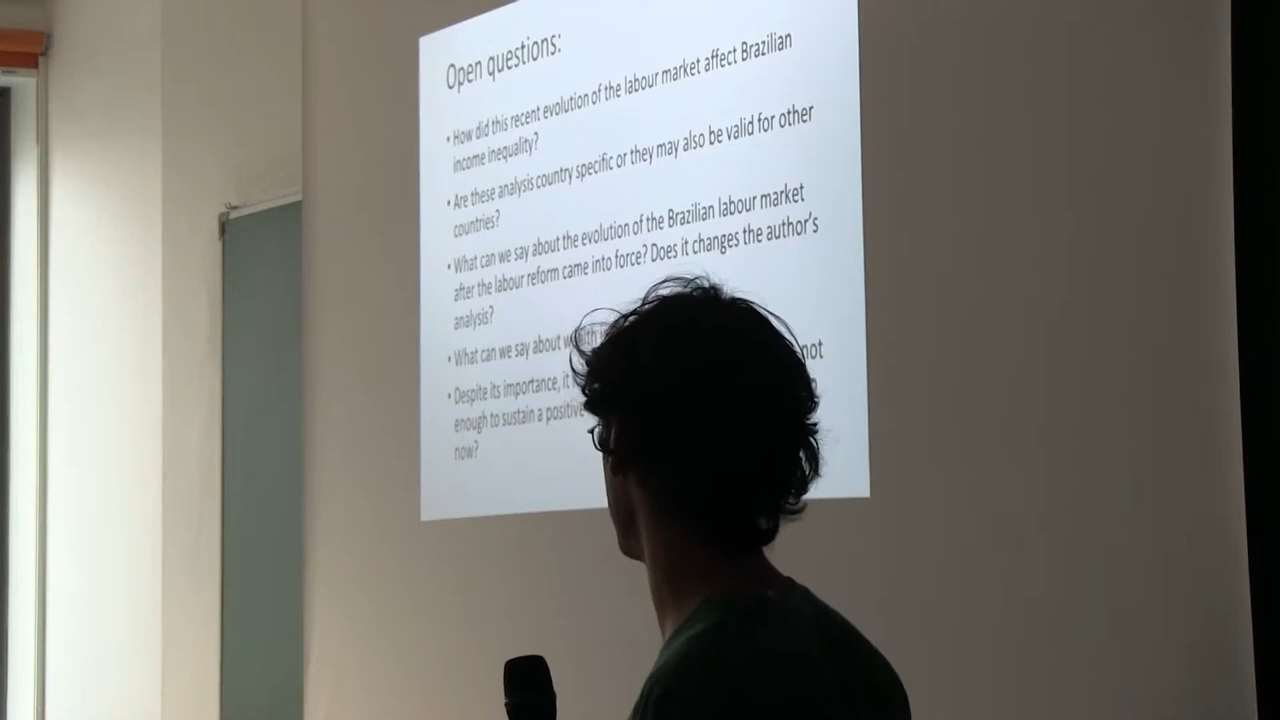 Open questions:
• How did this recent evolution of the labour market affect Brazilian
income inequality?
• Are these analysis country specific or they may also be valid for other
countries?
• What can we say about the evolution of the Brazilian labour market
after the labour reform came into force? Does it changes the author's
analysis?
• What can we say about wealth
• Despite its importance, it not
enough to sustain a positive
now?